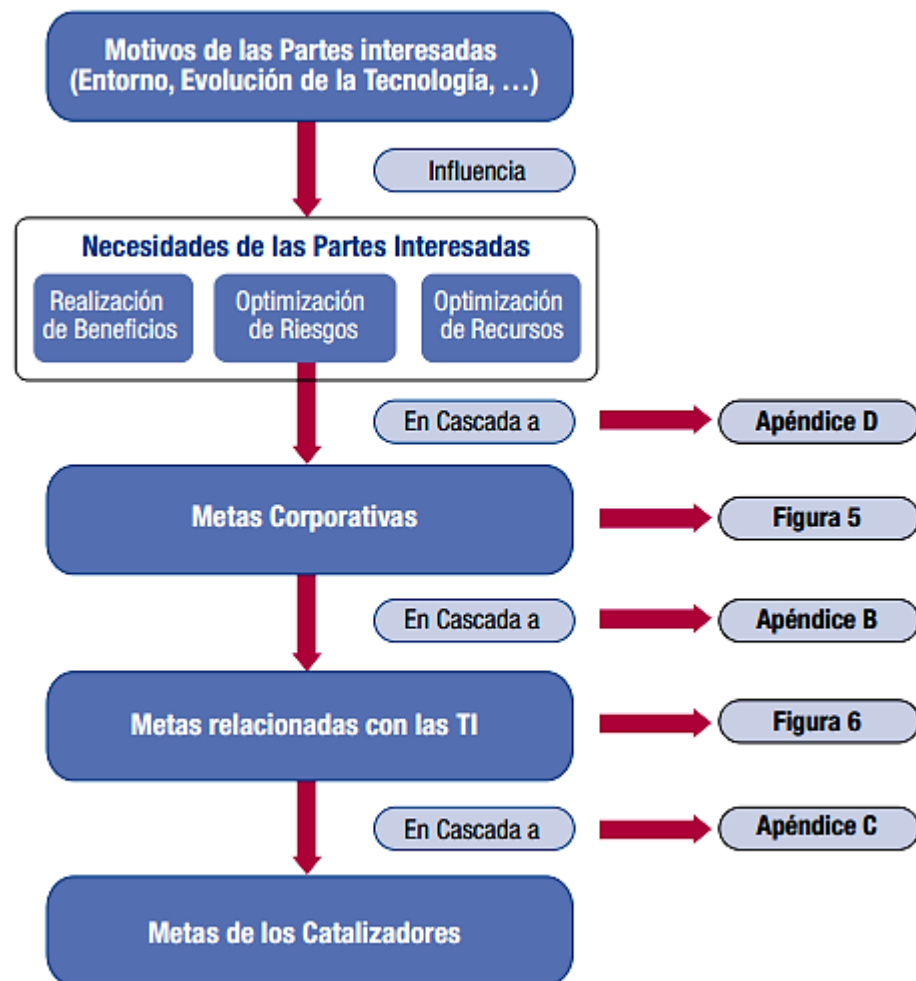 Motivos de las Partes interesadas
(Entorno, Evolución de la Tecnología, ...)
Influencia
Necesidades de las Partes Interesadas
Realización
de Beneficios
Optimización
de Riesgos
Optimización
de Recursos
En Cascada a
Apéndice D
Metas Corporativas
Figura 5
En Cascada a
Apéndice B
Metas relacionadas con las TI
Figura 6
En Cascada a
Apéndice C
Metas de los Catalizadores